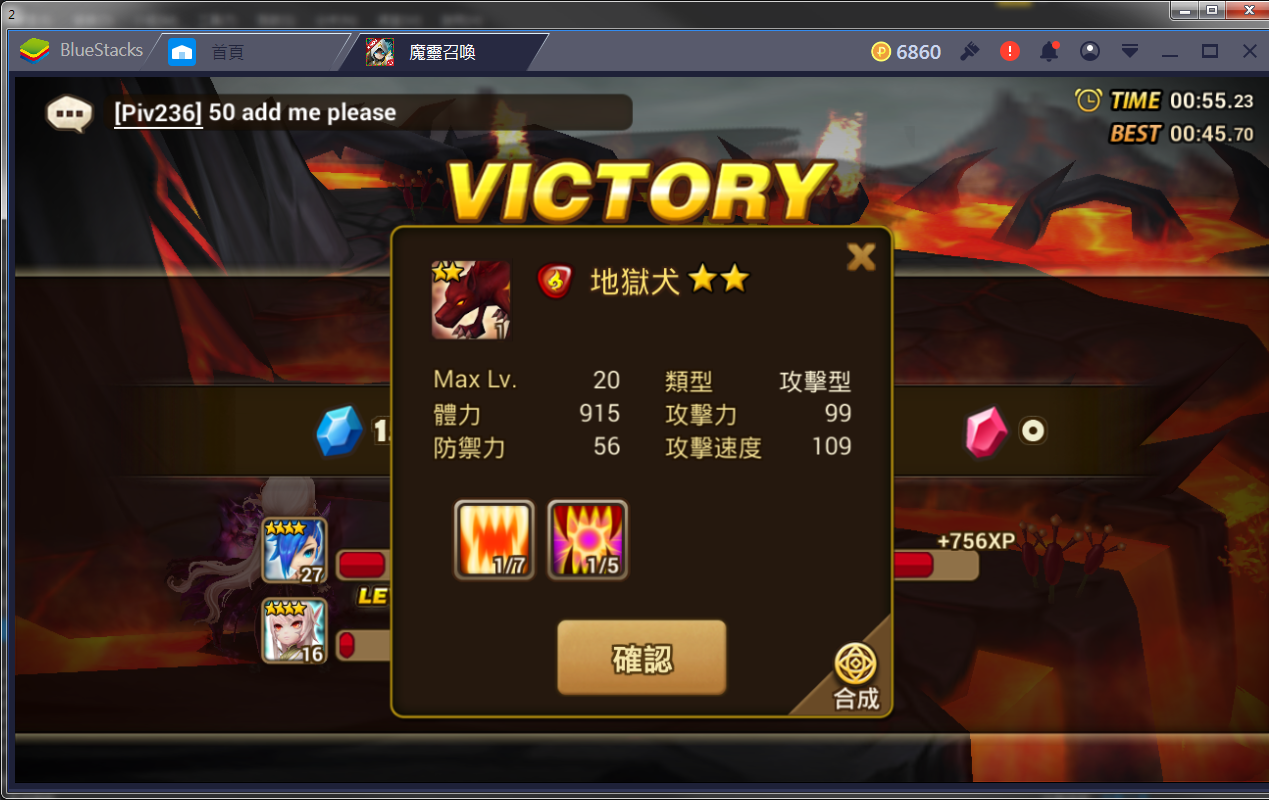 2
BlueStacks
首頁
魔靈召喚
6860
[Piv236] 50 add me please
TIME 00:55.23
BEST 00:45.70
VICTORY
地獄犬
1
Max Lv. 20
類型 攻擊型
體力 915
攻擊力 99
防禦力 56
攻擊速度 109
0
1/7
1/5
+756XP
27
LE
16
確認
合成